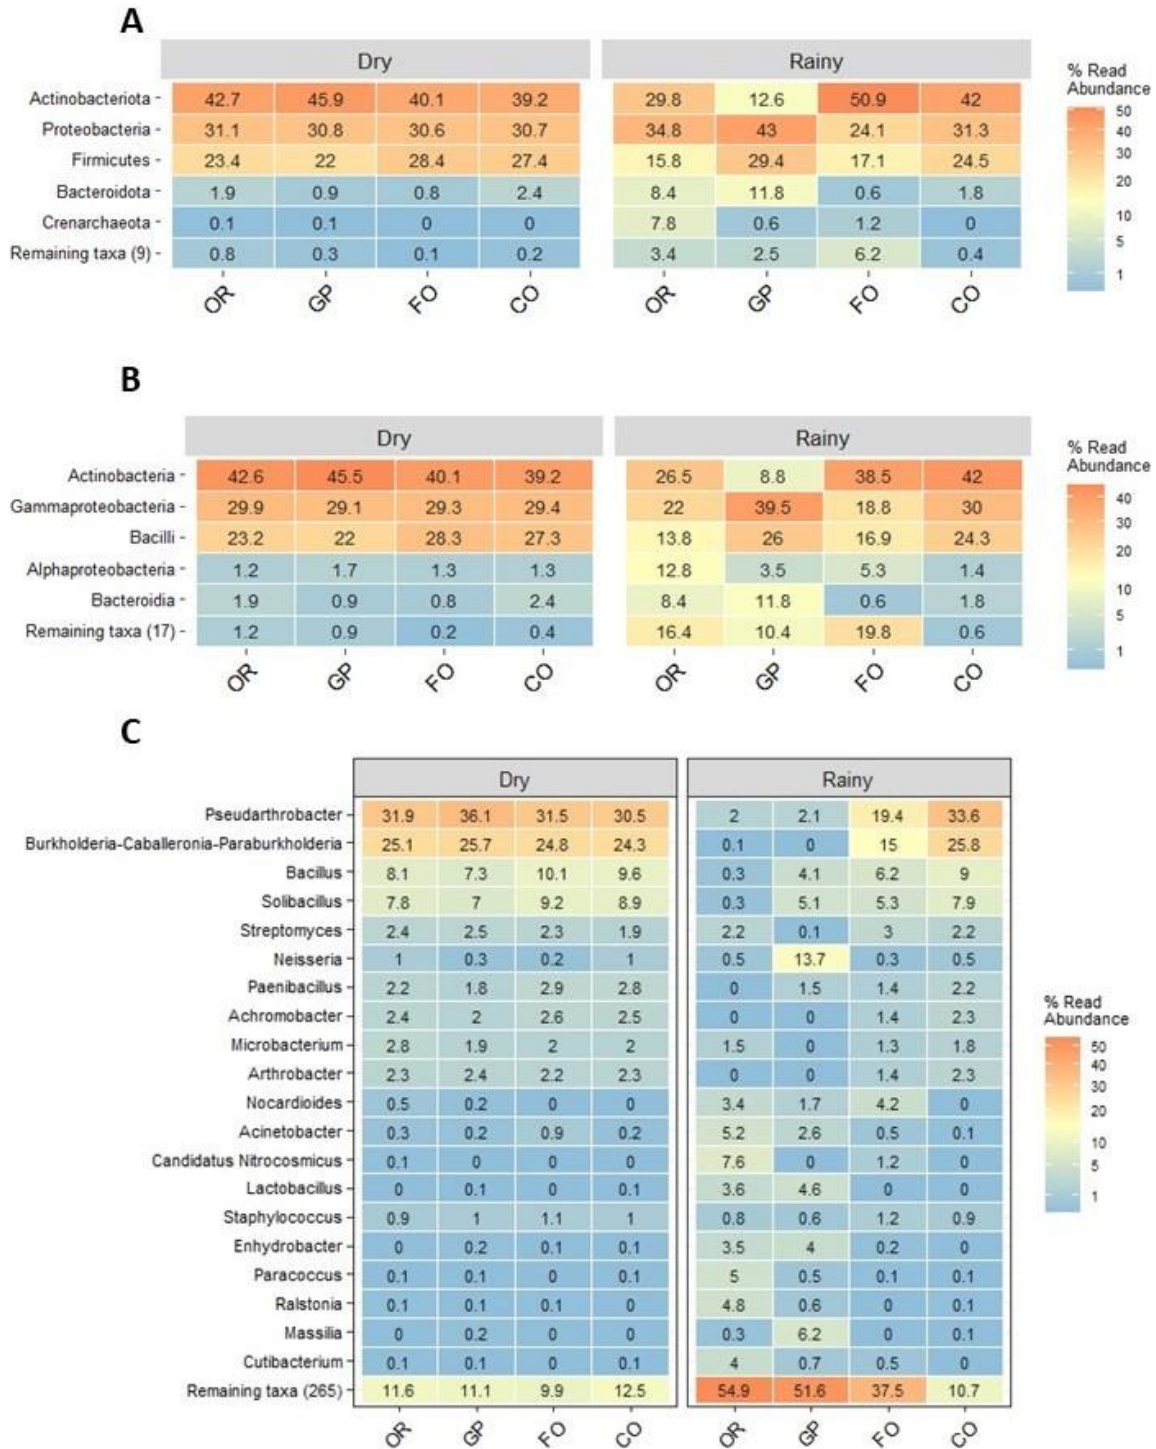 A
Dry Rainy
% Read
Abundance
Actinobacteriota 42.7 45.9 40.1 39.2 29.8 12.6 50.9 42
Proteobacteria 31.1 30.8 30.6 30.7 34.8 43 24.1 31.3
Firmicutes 23.4 22 28.4 27.4 15.8 29.4 17.1 24.5
Bacteroidota 1.9 0.9 0.8 2.4 8.4 11.8 0.6 1.8
Crenarchaeota 0.1 0.1 0 0 7.8 0.6 1.2 0
Remaining taxa (9) 0.8 0.3 0.1 0.2 3.4 2.5 6.2 0.4
OR GP FO CO OR GP FO CO
50
40
30
20
10
5
1
B
Dry Rainy
% Read
Abundance
Actinobacteria 42.6 45.5 40.1 39.2 26.5 8.8 38.5 42
Gammaproteobacteria 29.9 29.1 29.3 29.4 22 39.5 18.8 30
Bacilli 23.2 22 28.3 27.3 13.8 26 16.9 24.3
Alphaproteobacteria 1.2 1.7 1.3 1.3 12.8 3.5 5.3 1.4
Bacteroidia 1.9 0.9 0.8 2.4 8.4 11.8 0.6 1.8
Remaining taxa (17) 1.2 0.9 0.2 0.4 16.4 10.4 19.8 0.6
OR GP FO CO OR GP FO CO
40
30
20
10
5
1
C
Dry Rainy
Pseudarthrobacter 31.9 36.1 31.5 30.5 2 2.1 19.4 33.6
Burkholderia-Caballeronia-Paraburkholderia 25.1 25.7 24.8 24.3 0.1 0 15 25.8
Bacillus 8.1 7.3 10.1 9.6 0.3 4.1 6.2 9
Solibacillus 7.8 7 9.2 8.9 0.3 5.1 5.3 7.9
Streptomyces 2.4 2.5 2.3 1.9 2.2 0.1 3 2.2
Neisseria 1 0.3 0.2 1 0.5 13.7 0.3 0.5
Paenibacillus 2.2 1.8 2.9 2.8 0 1.5 1.4 2.2
Achromobacter 2.4 2 2.6 2.5 0 0 1.4 2.3
Microbacterium 2.8 1.9 2 2 1.5 0 1.3 1.8
Arthrobacter 2.3 2.4 2.2 2.3 0 0 1.4 2.3
Nocardioides 0.5 0.2 0 0 3.4 1.7 4.2 0
Acinetobacter 0.3 0.2 0.9 0.2 5.2 2.6 0.5 0.1
Candidatus Nitrocosmicus 0.1 0 0 0 7.6 0 1.2 0
Lactobacillus 0 0.1 0 0.1 3.6 4.6 0 0
Staphylococcus 0.9 1 1.1 1 0.8 0.6 1.2 0.9
Enhydrobacter 0 0.2 0.1 0.1 3.5 4 0.2 0
Paracoccus 0.1 0.1 0 0.1 5 0.5 0.1 0.1
Ralstonia 0.1 0.1 0.1 0 4.8 0.6 0 0.1
Massilia 0 0.2 0 0 0.3 6.2 0 0.1
Cutibacterium 0.1 0.1 0 0.1 4 0.7 0.5 0
Remaining taxa (265) 11.6 11.1 9.9 12.5 54.9 51.6 37.5 10.7
OR GP FO CO OR GP FO CO
% Read
Abundance
50
40
30
20
10
5
1